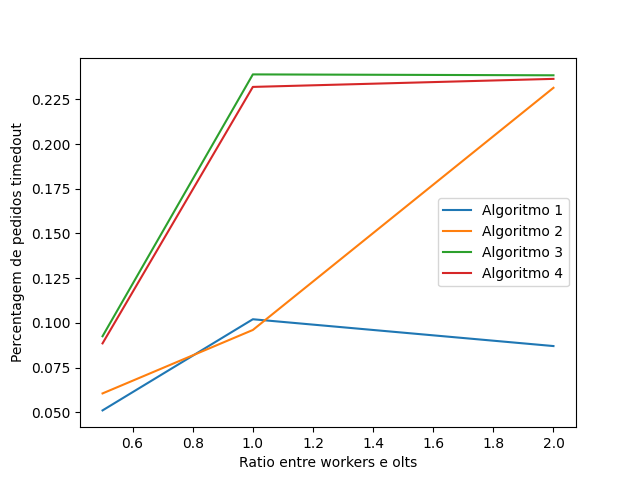 Percentagem de pedidos timedout
0.225
0.200
0.175
0.150
0.125
0.100
0.075
0.050
Algoritmo 1
Algoritmo 2
Algoritmo 3
Algoritmo 4
0.6 0.8 1.0 1.2 1.4 1.6 1.8 2.0
Ratio entre workers e olts